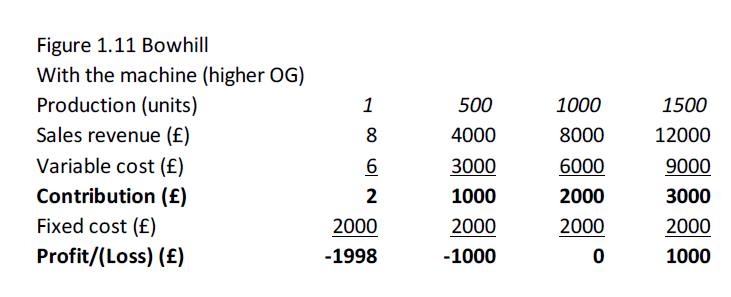 Figure 1.11 Bowhill
With the machine (higher OG)
Production (units) 1 500 1000 1500
Sales revenue (£) 8 4000 8000 12000
Variable cost (£) 6 3000 6000 9000
Contribution (£) 2 1000 2000 3000
Fixed cost (£) 2000 2000 2000 2000
Profit/(Loss) (£) -1998 -1000 0 1000